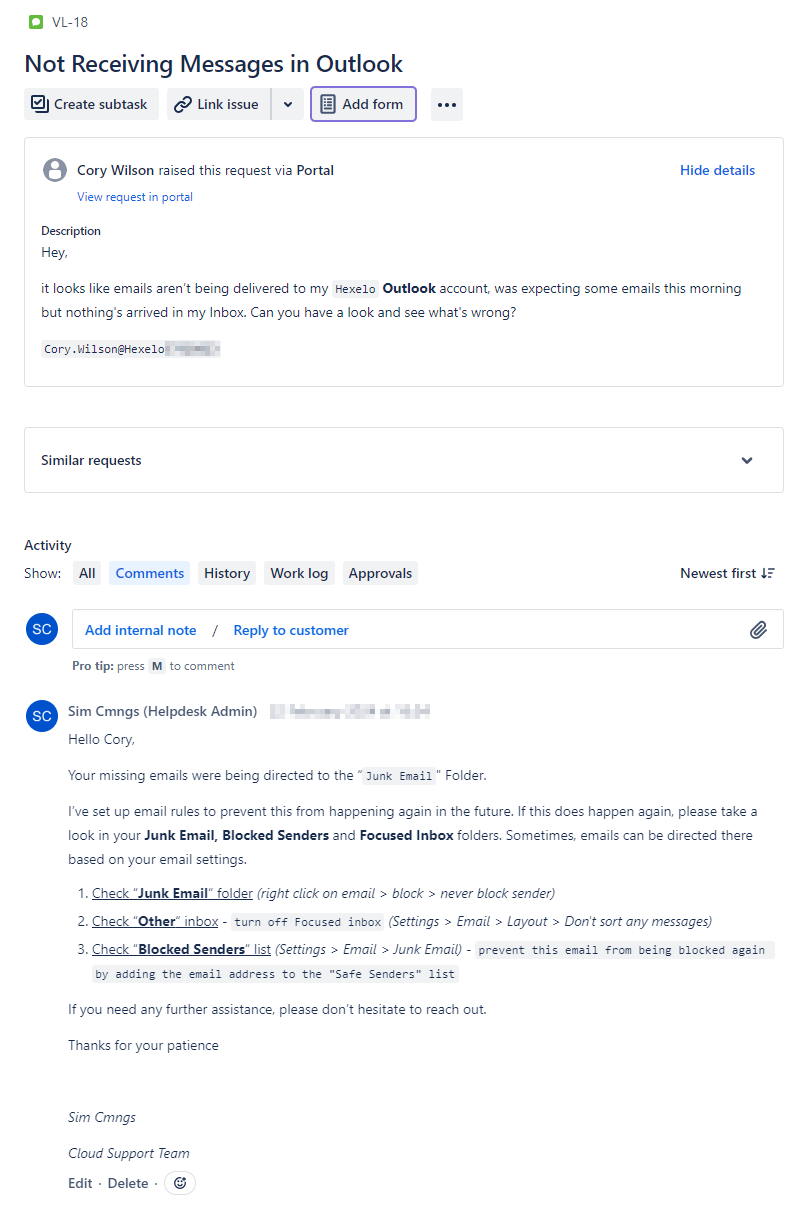 VL-18
Not Receiving Messages in Outlook
Create subtask
Link issue
Add form
Cory Wilson raised this request via Portal
Hide details
View request in portal
Description
Hey,
it looks like emails aren't being delivered to my Hexelo Outlook account, was expecting some emails this morning
but nothing's arrived in my Inbox. Can you have a look and see what's wrong?
Cory.Wilson@Hexelo
Similar requests
Activity
Show: All Comments History Work log Approvals
Newest first
SC
Add internal note / Reply to customer
Pro tip: press M to comment
SC
Sim Cmngs (Helpdesk Admin)
Hello Cory,
Your missing emails were being directed to the “Junk Email” Folder.
I've set up email rules to prevent this from happening again in the future. If this does happen again, please take a
look in your Junk Email, Blocked Senders and Focused Inbox folders. Sometimes, emails can be directed there
based on your email settings.
1. Check “Junk Email” folder (right click on email > block > never block sender)
2. Check “Other” inbox - turn off Focused inbox (Settings > Email > Layout > Don't sort any messages)
3. Check “Blocked Senders” list (Settings > Email > Junk Email) - prevent this email from being blocked again
by adding the email address to the "Safe Senders" list
If you need any further assistance, please don't hesitate to reach out.
Thanks for your patience
Sim Cmngs
Cloud Support Team
Edit · Delete ·